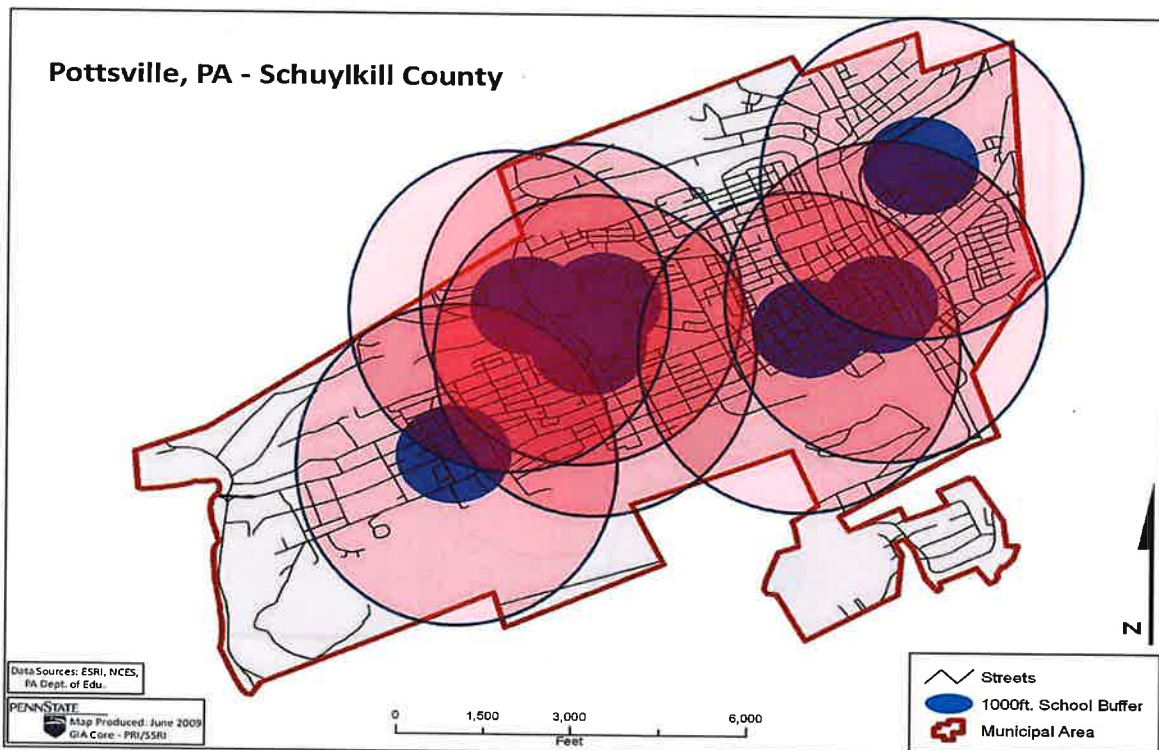 Pottsville, PA - Schuylkill County
Data Sources: ESRI, NCES,
PA Dept. of Edu.
PENNSTATE
Map Produced: June 2009
GIA Core - PRI/SSRI
0 1,500 3,000 6,000
Feet
N
Streets
1000ft. School Buffer
Municipal Area